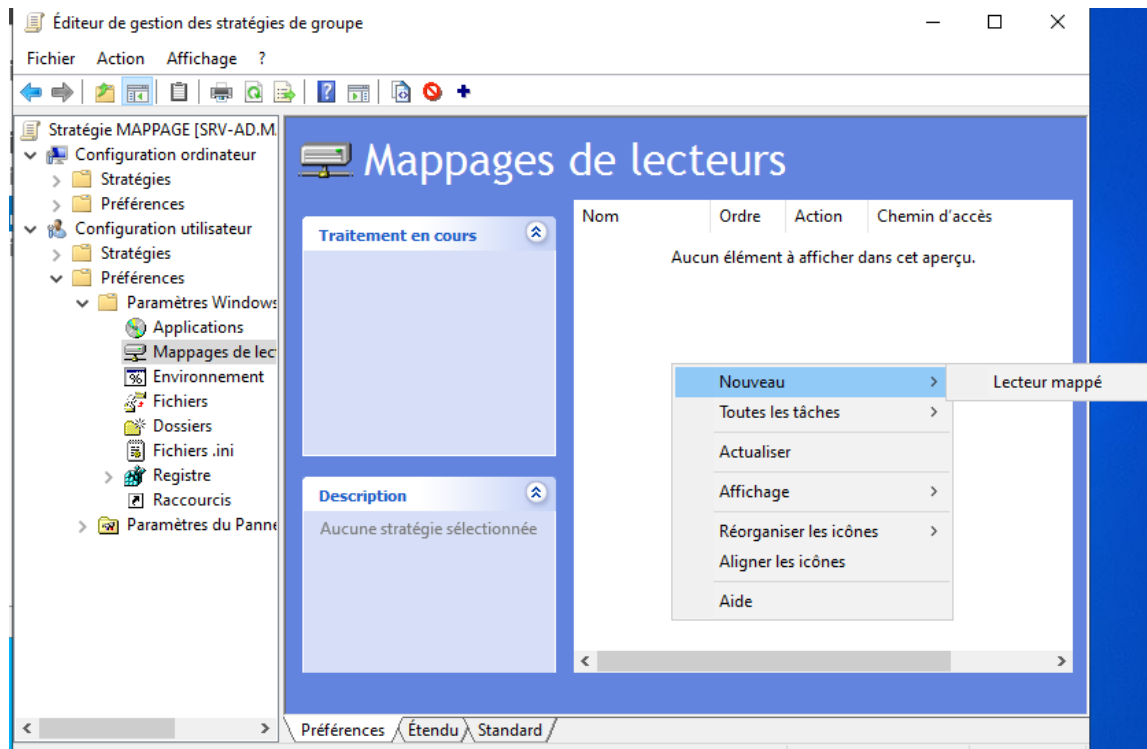 Éditeur de gestion des stratégies de groupe
Fichier Action Affichage ?
Stratégie MAPPAGE [SRV-AD.M
Configuration ordinateur
Stratégies
Préférences
Configuration utilisateur
Stratégies
Préférences
Paramètres Windows
Applications
Mappages de lec
Environnement
Fichiers
Dossiers
Fichiers .ini
Registre
Raccourcis
Paramètres du Panne
Mappages de lecteurs
Traitement en cours
Description
Aucune stratégie sélectionnée
Nom Ordre Action Chemin d'accès
Aucun élément à afficher dans cet aperçu.
Nouveau
Lecteur mappé
Toutes les tâches
Actualiser
Affichage
Réorganiser les icônes
Aligner les icônes
Aide
Préférences Étendu Standard